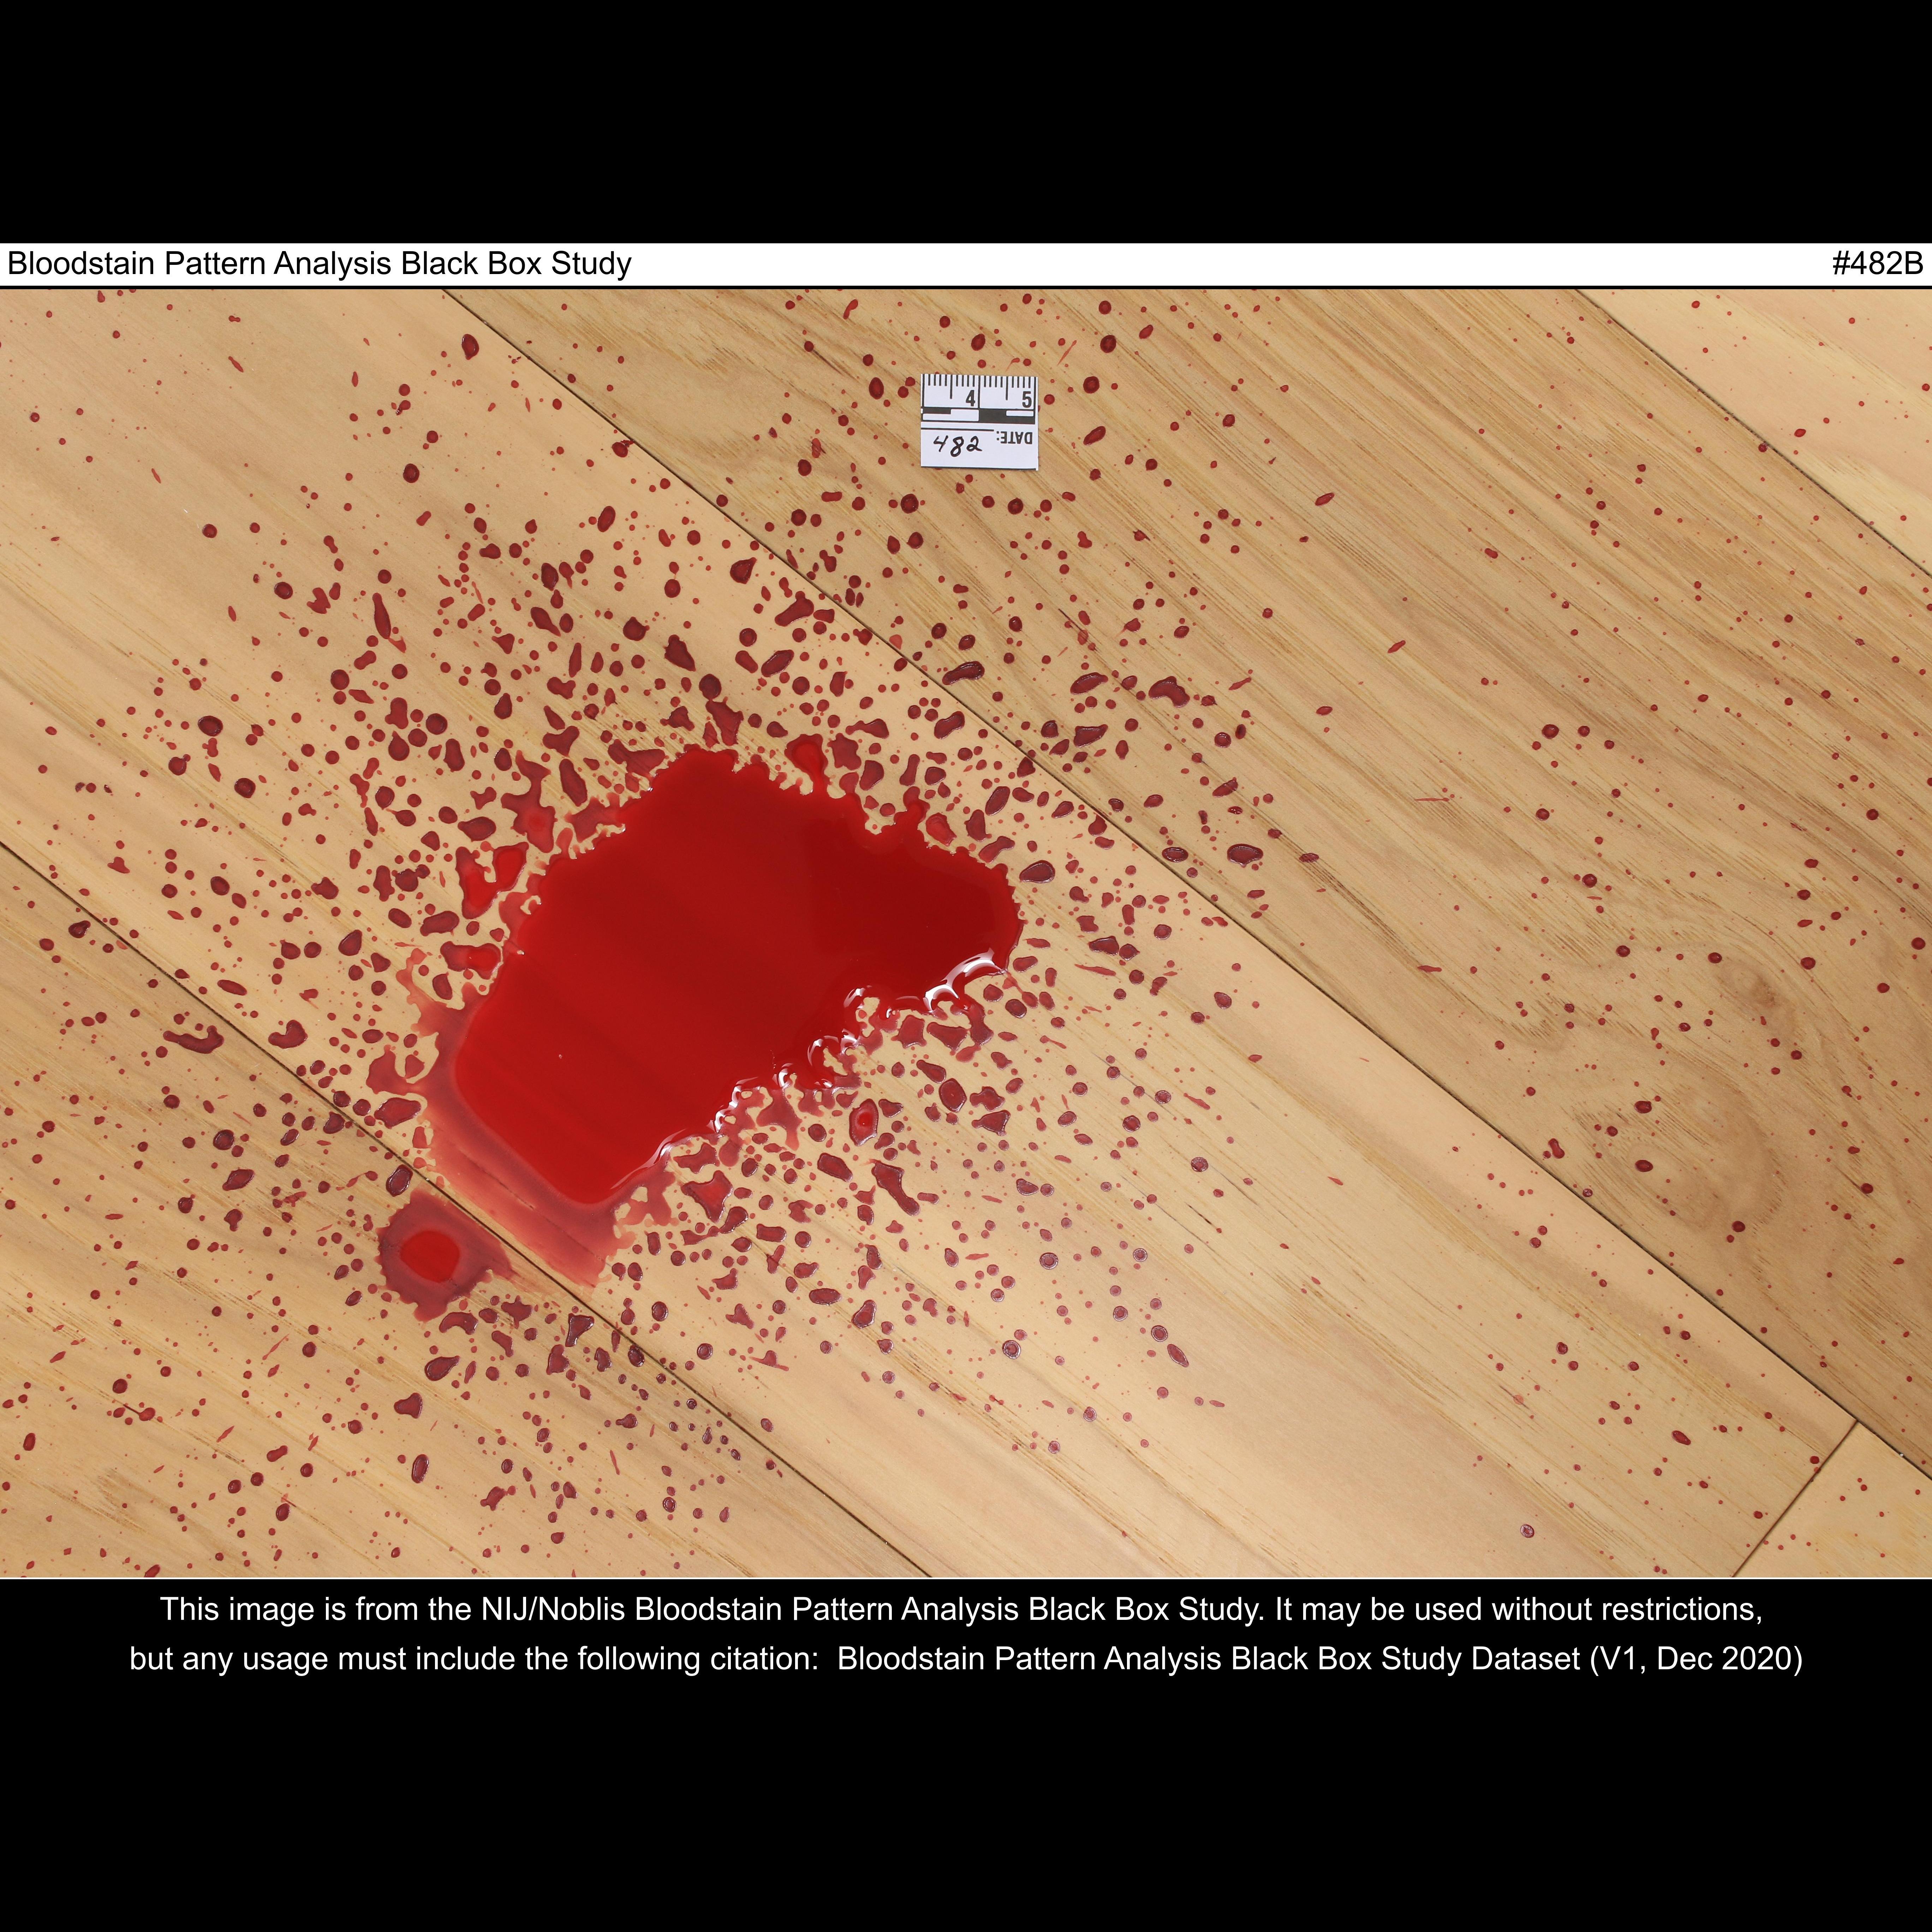 Bloodstain Pattern Analysis Black Box Study #482B
4 5
DATE:
482
This image is from the NIJ/Noblis Bloodstain Pattern Analysis Black Box Study. It may be used without restrictions,
but any usage must include the following citation: Bloodstain Pattern Analysis Black Box Study Dataset (V1, Dec 2020)